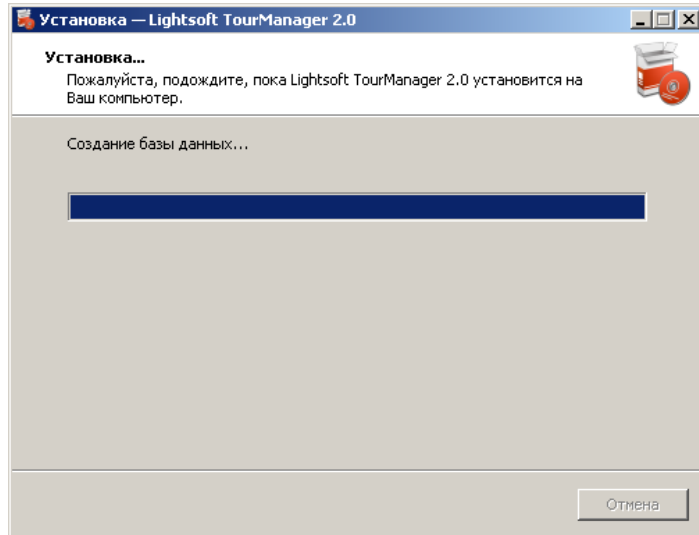 Установка — Lightsoft TourManager 2.0
Установка...
Пожалуйста, подождите, пока Lightsoft TourManager 2.0 установится на
Ваш компьютер.
Создание базы данных...
Отмена